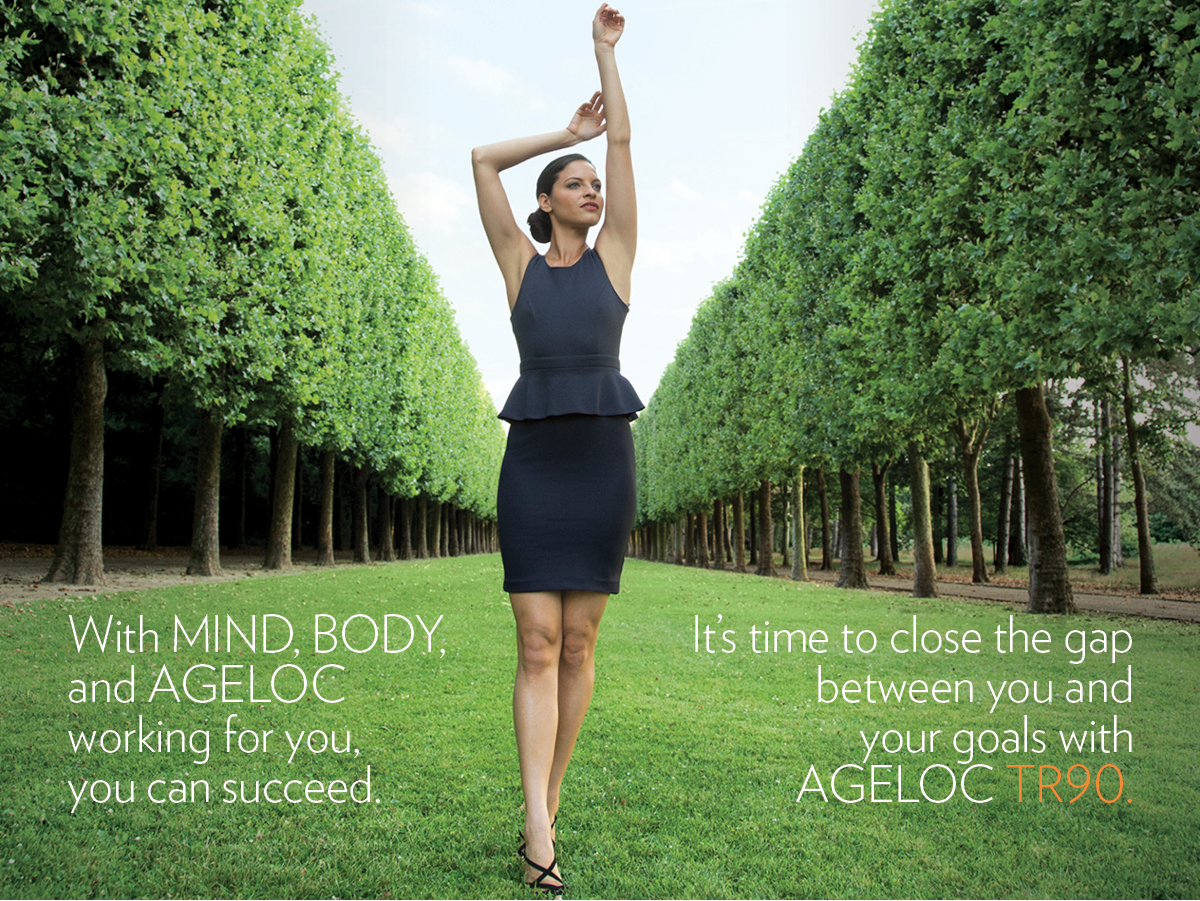 With MIND, BODY,
and AGELOC
working for you,
you can succeed.
It's time to close the gap
between you and
your goals with
AGELOC TR90.